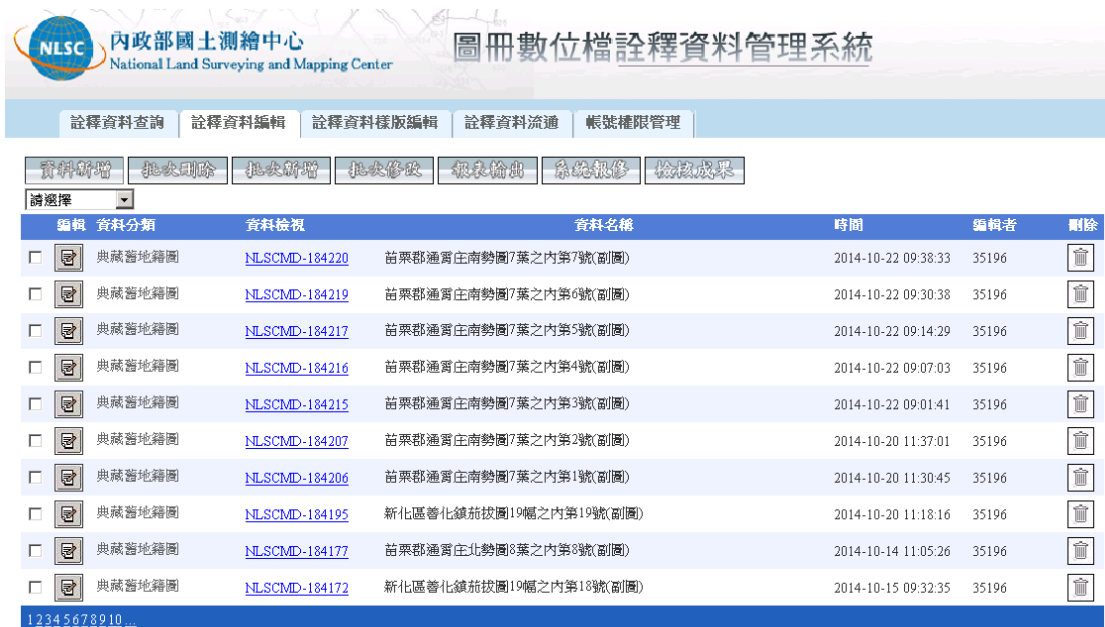 NLSC 內政部國土測繪中心
National Land Surveying and Mapping Center
圖冊數位檔詮釋資料管理系統
詮釋資料查詢 詮釋資料編輯 詮釋資料樣版編輯 詮釋資料流通 帳號權限管理
資料新增 批次刪除 批次新增 批次修改 報表輸出 系統報修 檢核成果
請選擇
編輯 資料分類 資料檢視 資料名稱 時間 編輯者 刪除
典藏舊地籍圖 NLSCMD-184220 苗栗郡通霄庄南勢圖7葉之內第7號(副圖) 2014-10-22 09:38:33 35196
典藏舊地籍圖 NLSCMD-184219 苗栗郡通霄庄南勢圖7葉之內第6號(副圖) 2014-10-22 09:30:38 35196
典藏舊地籍圖 NLSCMD-184217 苗栗郡通霄庄南勢圖7葉之內第5號(副圖) 2014-10-22 09:14:29 35196
典藏舊地籍圖 NLSCMD-184216 苗栗郡通霄庄南勢圖7葉之內第4號(副圖) 2014-10-22 09:07:03 35196
典藏舊地籍圖 NLSCMD-184215 苗栗郡通霄庄南勢圖7葉之內第3號(副圖) 2014-10-22 09:01:41 35196
典藏舊地籍圖 NLSCMD-184207 苗栗郡通霄庄南勢圖7葉之內第2號(副圖) 2014-10-20 11:37:01 35196
典藏舊地籍圖 NLSCMD-184206 苗栗郡通霄庄南勢圖7葉之內第1號(副圖) 2014-10-20 11:30:45 35196
典藏舊地籍圖 NLSCMD-184195 新化區善化鎮茄拔圖19幅之內第19號(副圖) 2014-10-20 11:18:16 35196
典藏舊地籍圖 NLSCMD-184177 苗栗郡通霄庄北勢圖8葉之內第8號(副圖) 2014-10-14 11:05:26 35196
典藏舊地籍圖 NLSCMD-184172 新化區善化鎮茄拔圖19幅之內第18號(副圖) 2014-10-15 09:32:35 35196
1 2 3 4 5 6 7 8 9 10 ...